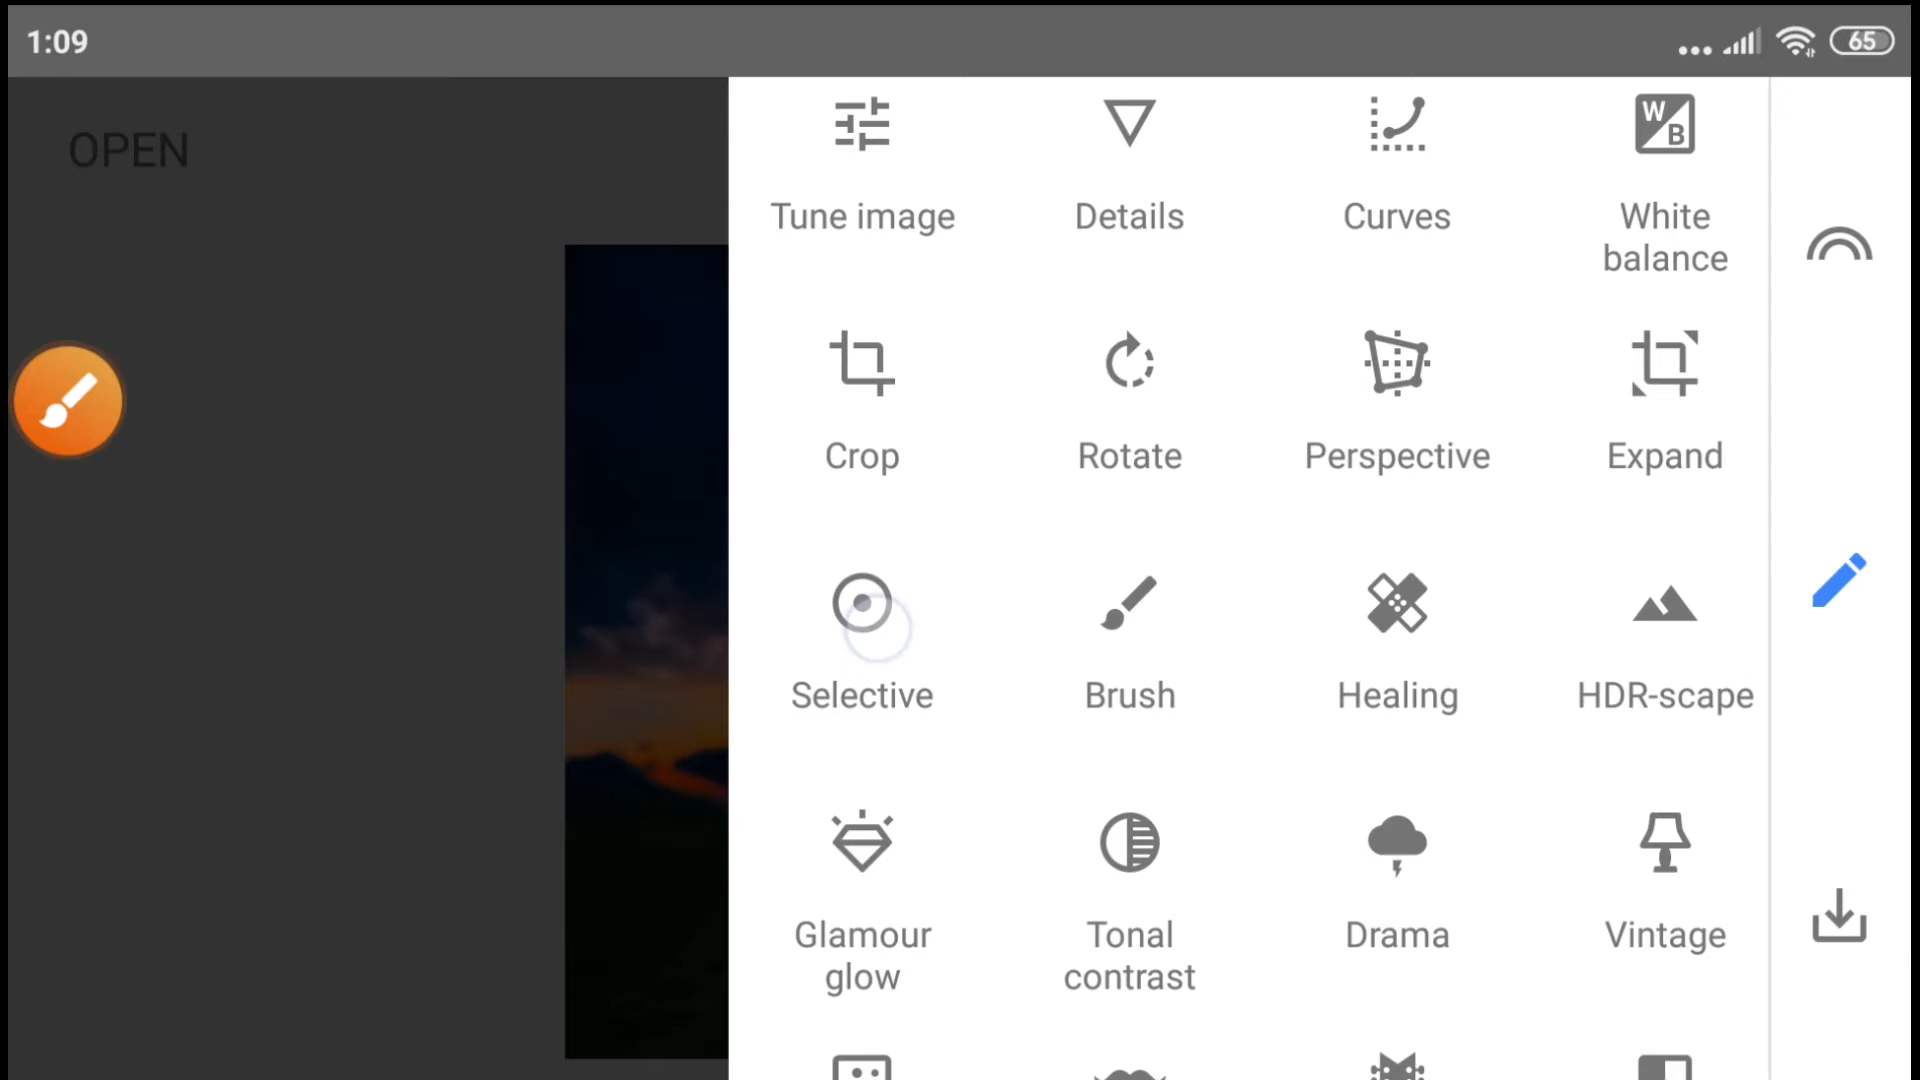 1:09
65
OPEN
Tune image
Details
Curves
W
B
White
balance
Crop
Rotate
Perspective
Expand
Selective
Brush
Healing
HDR-scape
Glamour
glow
Tonal
contrast
Drama
Vintage